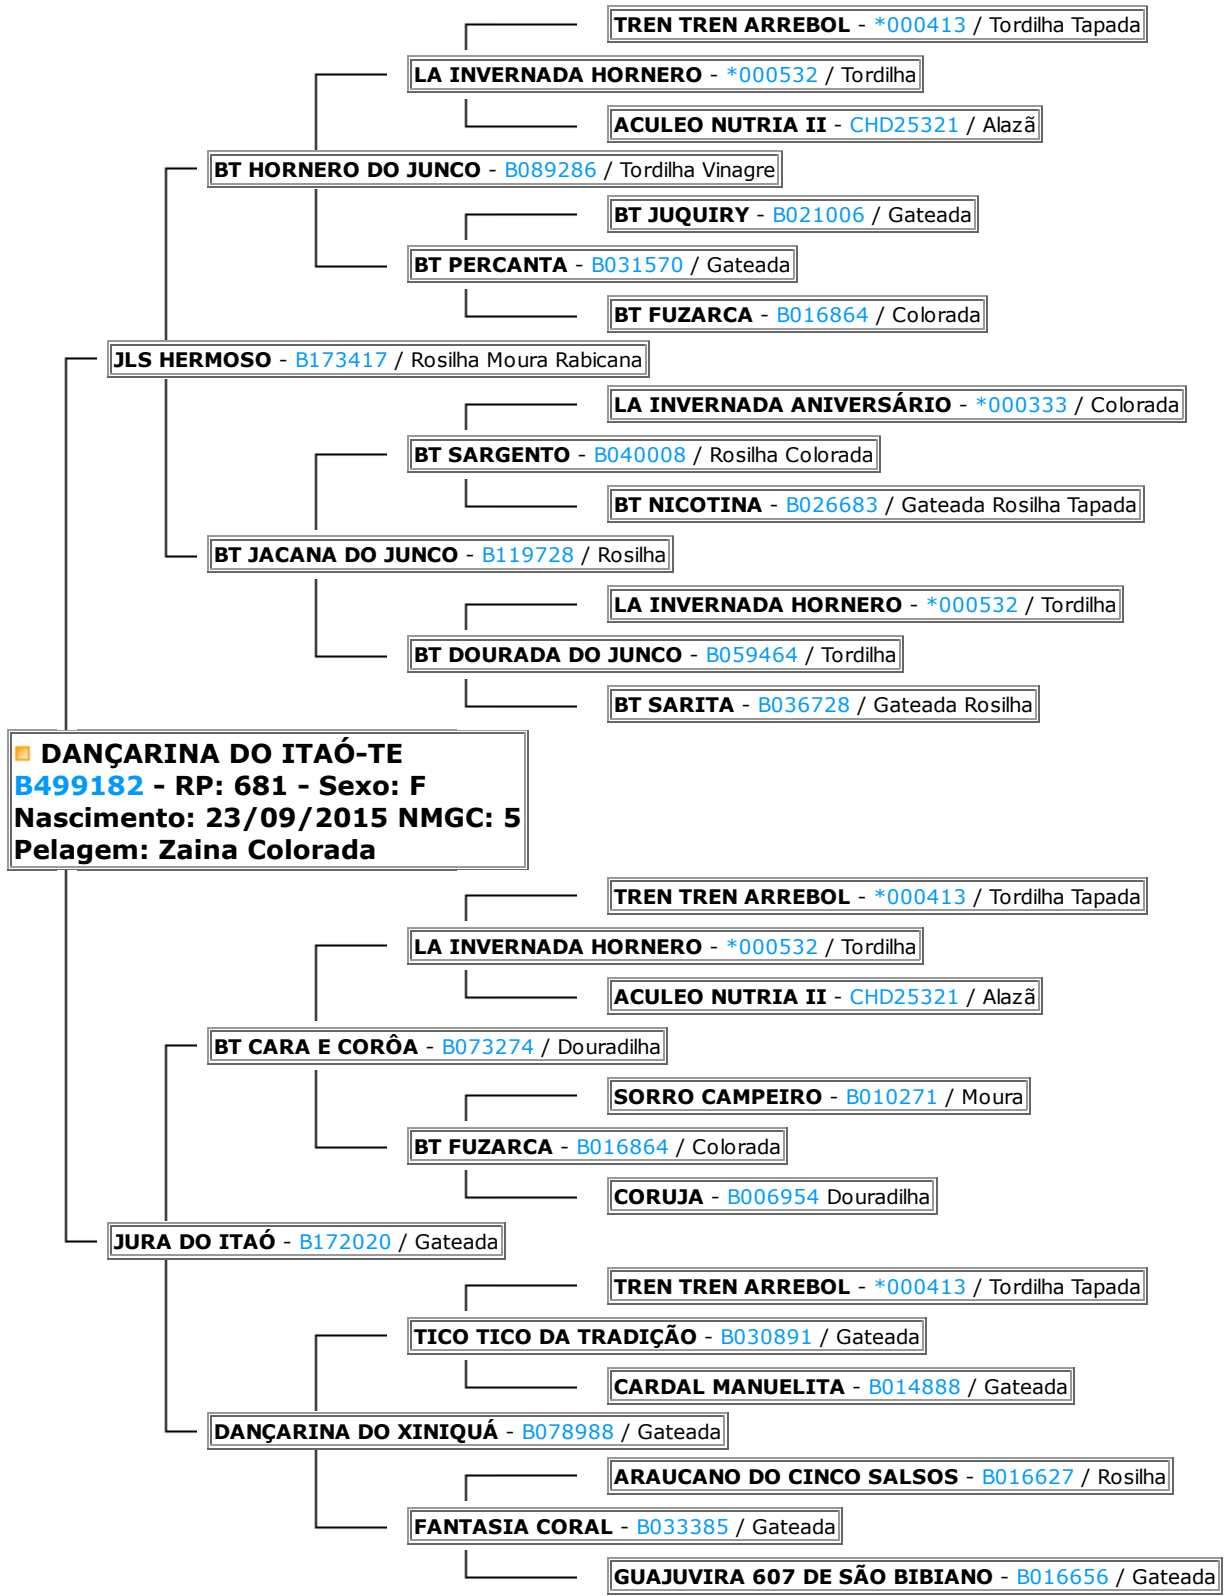 TREN TREN ARREBOL - *000413 / Tordilha Tapada
LA INVERNADA HORNERO - *000532 / Tordilha
ACULEO NUTRIA II - CHD25321 / Alazã
BT HORNERO DO JUNCO - B089286 / Tordilha Vinagre
BT JUQUIRY - B021006 / Gateada
BT PERCANTA - B031570 / Gateada
BT FUZARCA - B016864 / Colorada
JLS HERMOSO - B173417 / Rosilha Moura Rabicana
LA INVERNADA ANIVERSÁRIO - *000333 / Colorada
BT SARGENTO - B040008 / Rosilha Colorada
BT NICOTINA - B026683 / Gateada Rosilha Tapada
BT JACANA DO JUNCO - B119728 / Rosilha
LA INVERNADA HORNERO - *000532 / Tordilha
BT DOURADA DO JUNCO - B059464 / Tordilha
BT SARITA - B036728 / Gateada Rosilha
DANÇARINA DO ITAÓ-TE
B499182 - RP: 681 - Sexo: F
Nascimento: 23/09/2015 NMGC: 5
Pelagem: Zaina Colorada
TREN TREN ARREBOL - *000413 / Tordilha Tapada
LA INVERNADA HORNERO - *000532 / Tordilha
ACULEO NUTRIA II - CHD25321 / Alazã
BT CARA E CORÔA - B073274 / Douradilha
SORRO CAMPEIRO - B010271 / Moura
BT FUZARCA - B016864 / Colorada
CORUJA - B006954 Douradilha
JURA DO ITAÓ - B172020 / Gateada
TREN TREN ARREBOL - *000413 / Tordilha Tapada
TICO TICO DA TRADIÇÃO - B030891 / Gateada
CARDAL MANUELITA - B014888 / Gateada
DANÇARINA DO XINIQUÁ - B078988 / Gateada
ARAUCANO DO CINCO SALSOS - B016627 / Rosilha
FANTASIA CORAL - B033385 / Gateada
GUAJUVIRA 607 DE SÃO BIBIANO - B016656 / Gateada